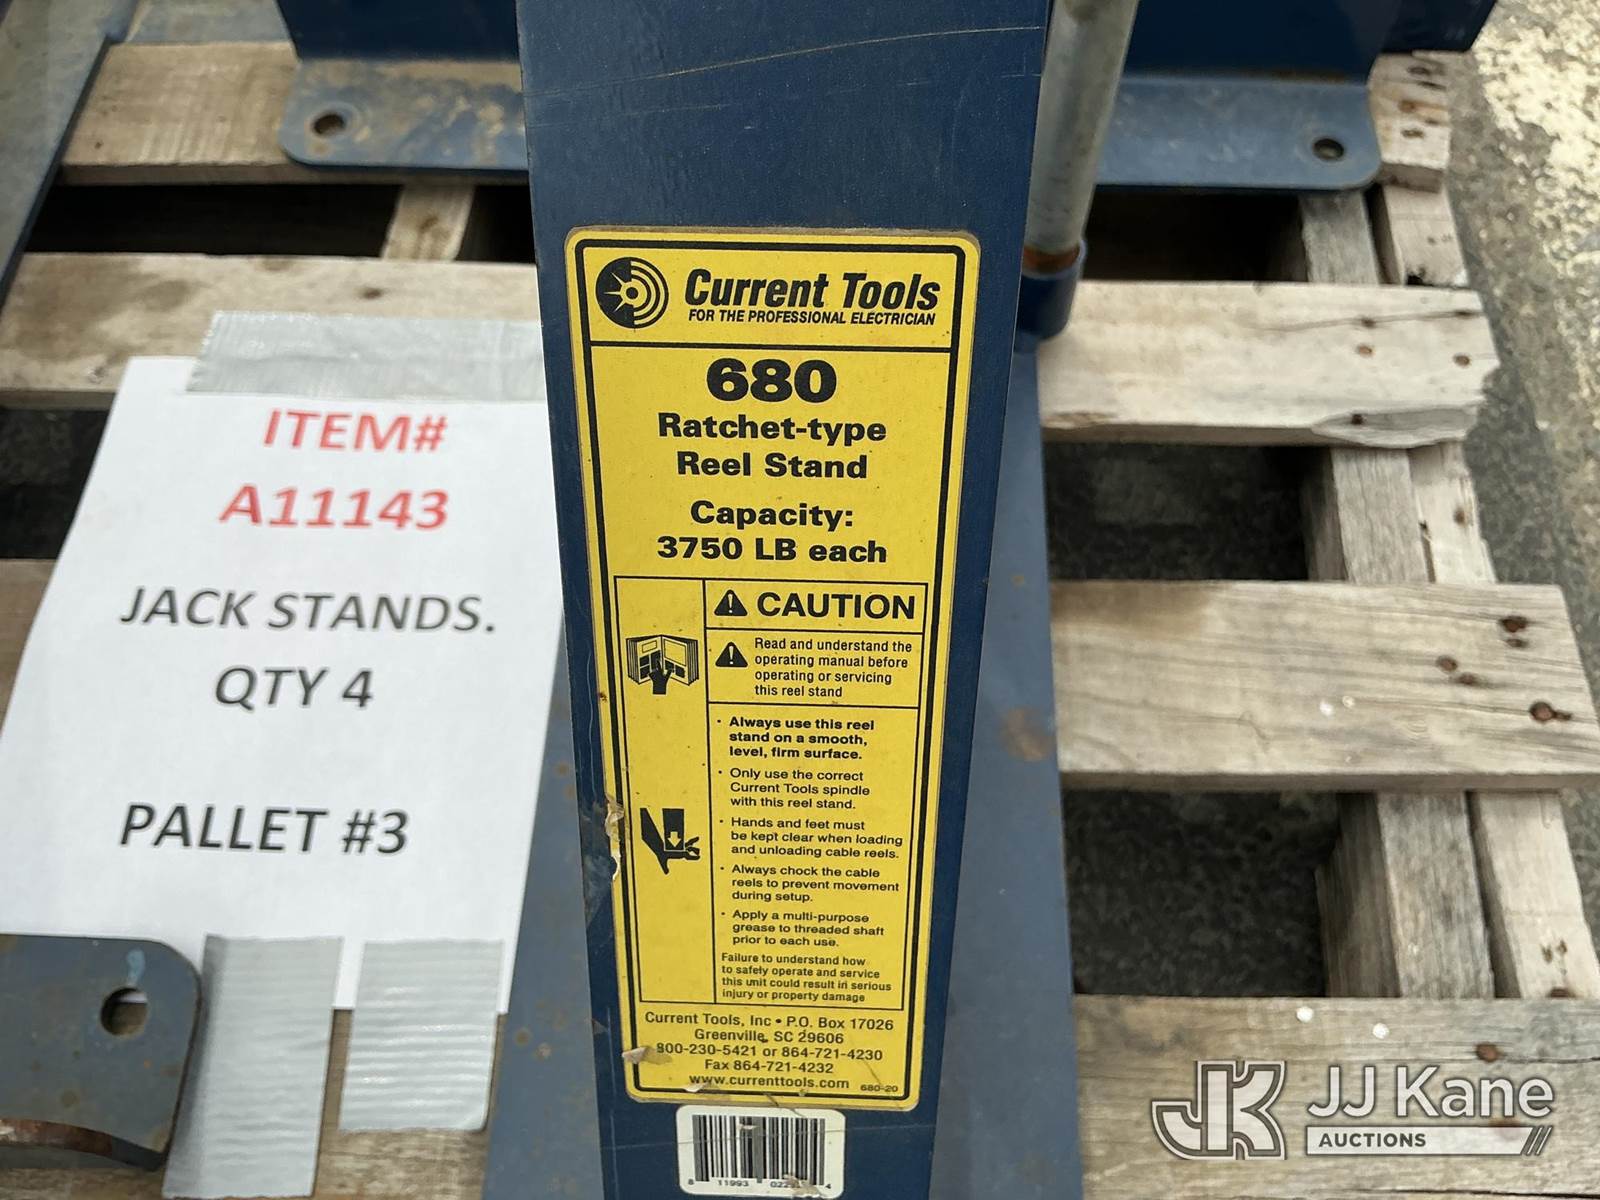 ITEM#
A11143
JACK STANDS.
QTY 4
PALLET #3
Current Tools
FOR THE PROFESSIONAL ELECTRICIAN
680
Ratchet-type
Reel Stand
Capacity:
3750 LB each
CAUTION
Read and understand the
operating manual before
operating or servicing
this reel stand
· Always use this reel
stand on a smooth,
level, firm surface.
· Only use the correct
Current Tools spindle
with this reel stand.
· Hands and feet must
be kept clear when loading
and unloading cable reels.
· Always chock the cable
reels to prevent movement
during setup.
· Apply a multi-purpose
grease to threaded shaft
prior to each use.
Failure to understand how
to safely operate and service
this unit could result in serious
injury or property damage
Current Tools, Inc • P.O. Box 17026
Greenville, SC 29606
800-230-5421 or 864-721-4230
Fax 864-721-4232
www.currenttools.com 680-20
8 11993 4
JK JJ Kane
AUCTIONS